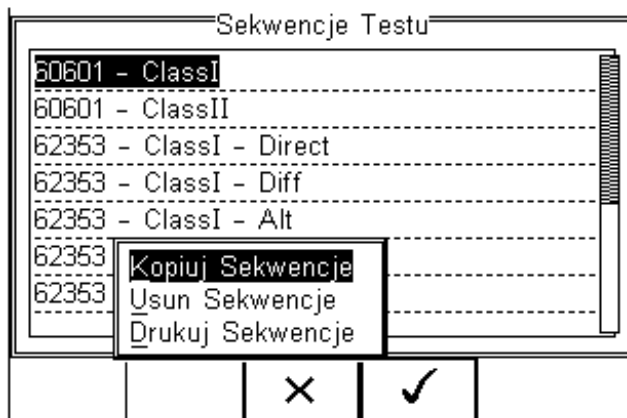 Sekwencje Testu
60601 - ClassI
60601 - ClassII
62353 - ClassI - Direct
62353 - ClassI - Diff
62353 - ClassI - Alt
62353
62353
Kopiuj Sekwencje
Usun Sekwencje
Drukuj Sekwencje